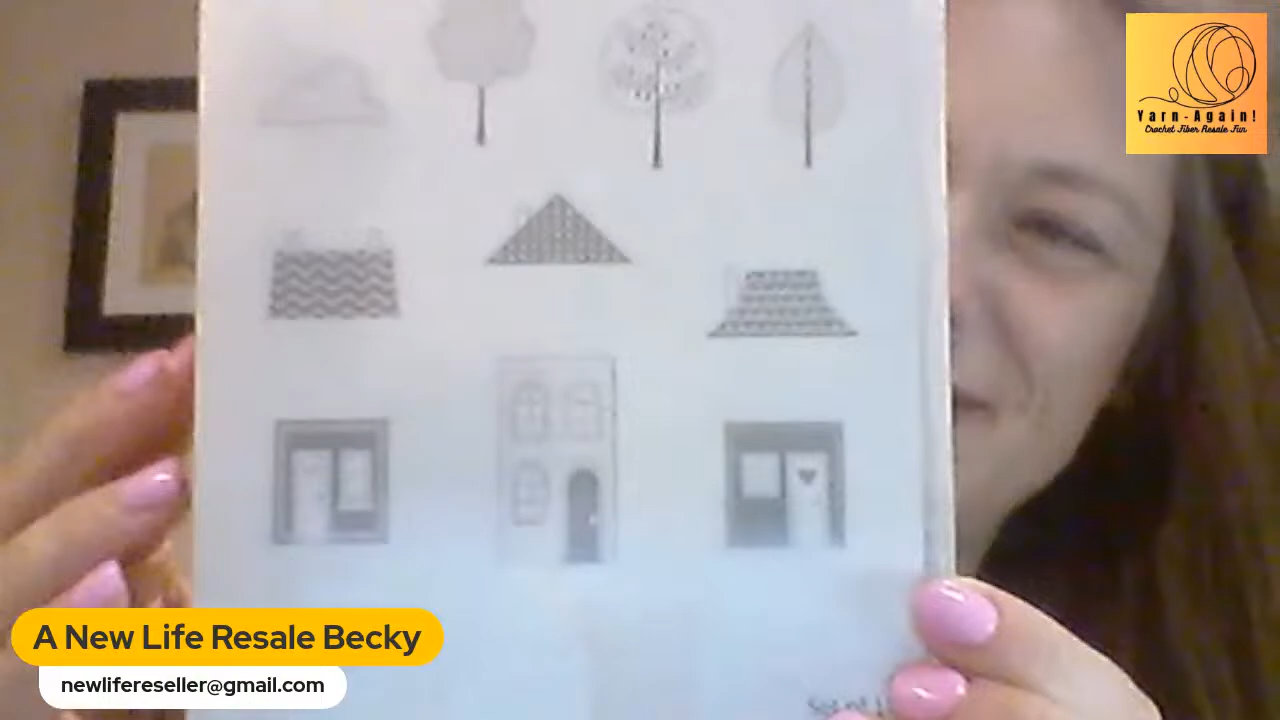 Yarn-Again!
Crochet Fiber Resale Fun
A New Life Resale Becky
newlifereseller@gmail.com